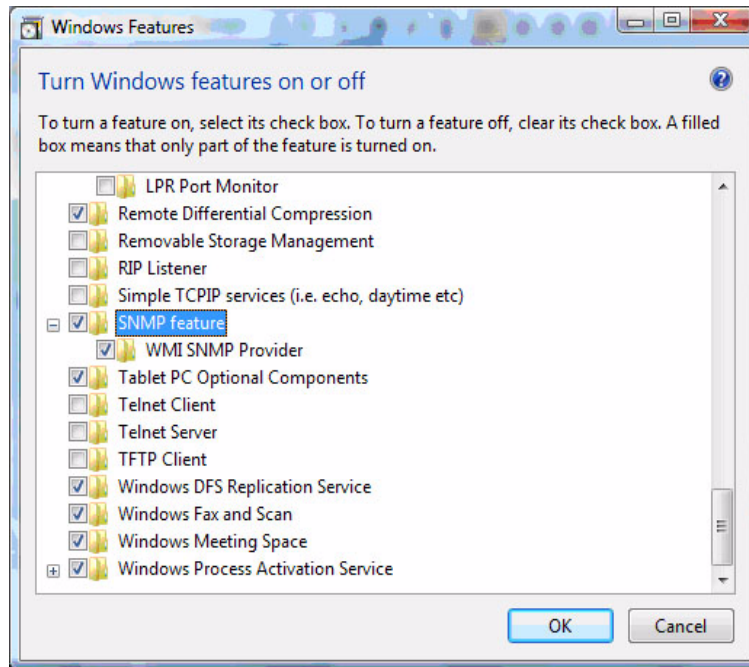 Windows Features
Turn Windows features on or off
To turn a feature on, select its check box. To turn a feature off, clear its check box. A filled
box means that only part of the feature is turned on.
LPR Port Monitor
Remote Differential Compression
Removable Storage Management
RIP Listener
Simple TCPIP services (i.e. echo, daytime etc)
SNMP feature
WMI SNMP Provider
Tablet PC Optional Components
Telnet Client
Telnet Server
TFTP Client
Windows DFS Replication Service
Windows Fax and Scan
Windows Meeting Space
Windows Process Activation Service
OK Cancel